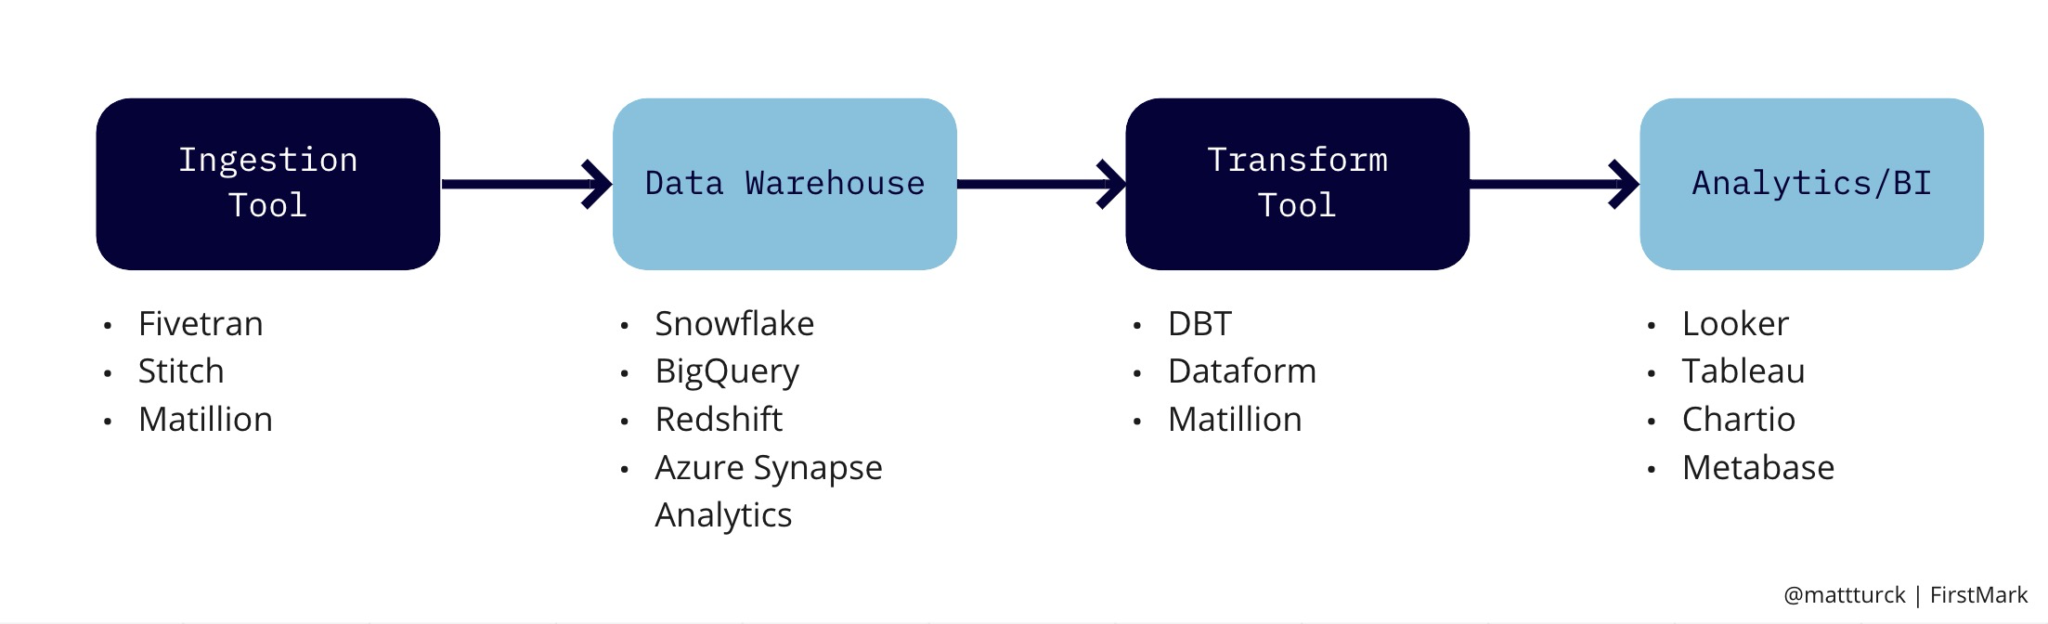 Ingestion
Tool
Data Warehouse
Transform
Tool
Analytics/BI
• Fivetran
• Stitch
• Matillion
• Snowflake
• BigQuery
• Redshift
• Azure Synapse
Analytics
• DBT
• Dataform
• Matillion
• Looker
• Tableau
• Chartio
• Metabase
@mattturck | FirstMark